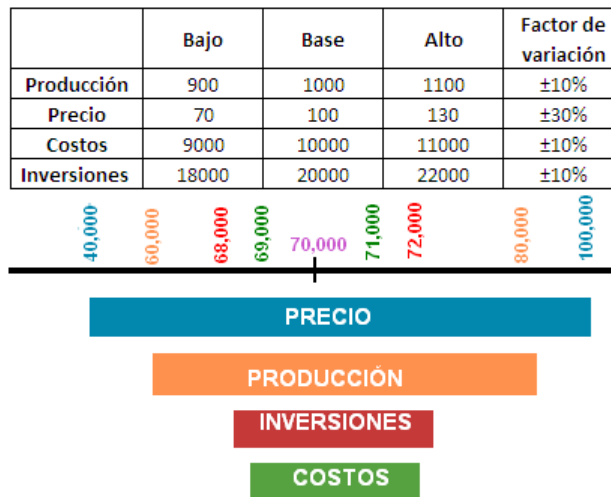 Bajo Base Alto Factor de variación
Producción 900 1000 1100 ±10%
Precio 70 100 130 ±30%
Costos 9000 10000 11000 ±10%
Inversiones 18000 20000 22000 ±10%
40,000 60,000 68,000 69,000 70,000 71,000 72,000 80,000 100,000
PRECIO
PRODUCCIÓN
INVERSIONES
COSTOS